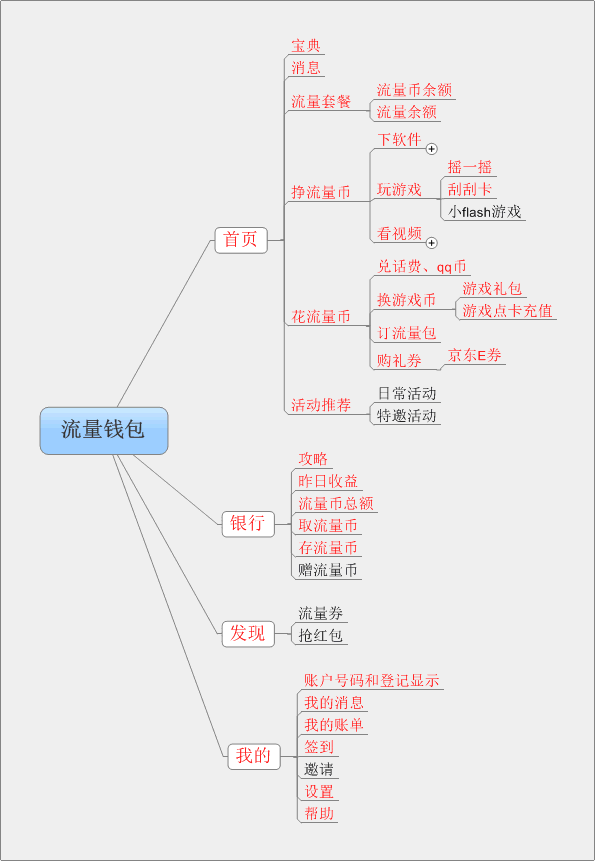 流量钱包
首页
宝典
消息
流量套餐
流量币余额
流量余额
挣流量币
下软件
玩游戏
摇一摇
刮刮卡
小flash游戏
看视频
花流量币
兑话费、qq币
换游戏币
游戏礼包
游戏点卡充值
订流量包
购礼券
京东E券
活动推荐
日常活动
特邀活动
银行
攻略
昨日收益
流量币总额
取流量币
存流量币
赠流量币
发现
流量券
抢红包
我的
账户号码和登记显示
我的消息
我的账单
签到
邀请
设置
帮助